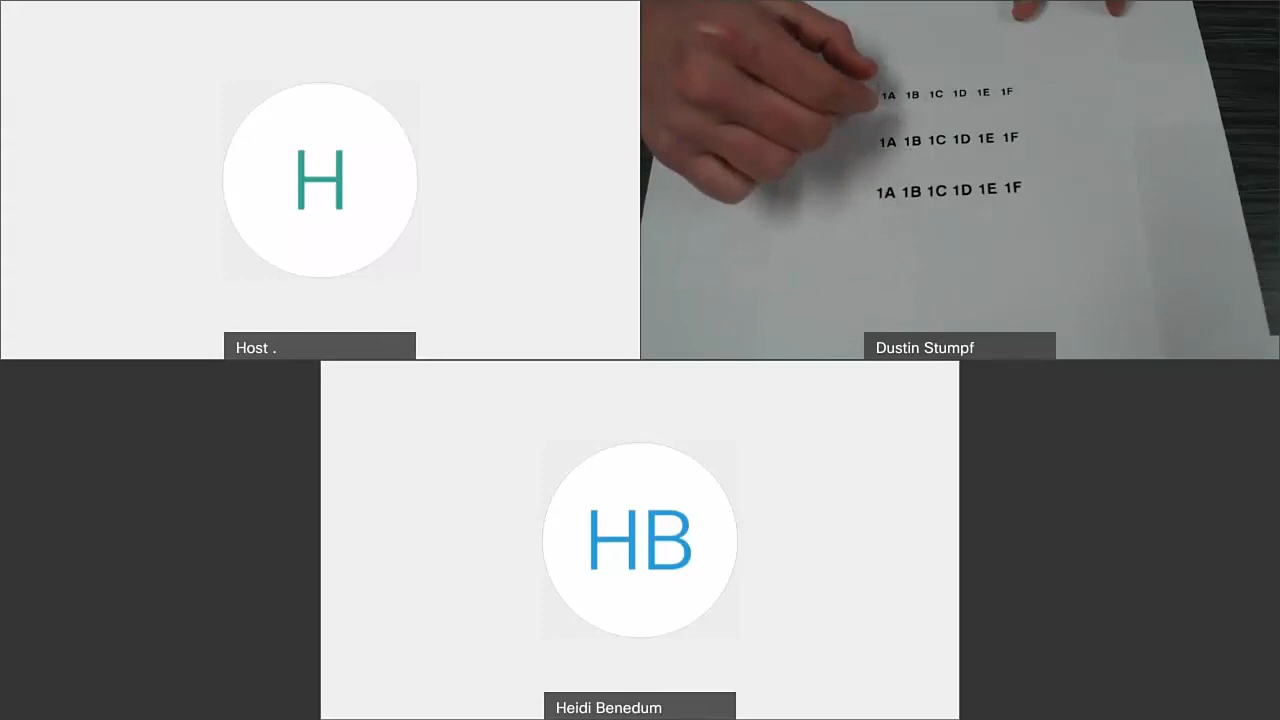 H
Host .
1A 1B 1C 1D 1E 1F
1A 1B 1C 1D 1E 1F
1A 1B 1C 1D 1E 1F
Dustin Stumpf
HB
Heidi Benedum